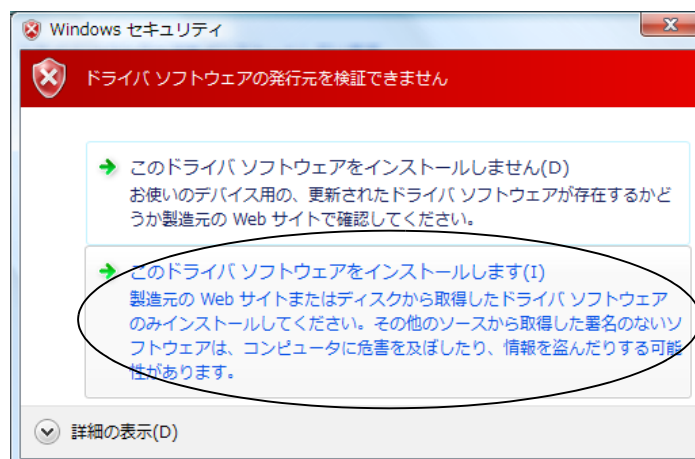 Windows セキュリティ
ドライバ ソフトウェアの発行元を検証できません
このドライバ ソフトウェアをインストールしません(D)
お使いのデバイス用の、更新されたドライバ ソフトウェアが存在するかど
うか製造元の Web サイトで確認してください。
このドライバ ソフトウェアをインストールします(I)
製造元の Web サイトまたはディスクから取得したドライバ ソフトウェア
のみインストールしてください。その他のソースから取得した署名のないソ
フトウェアは、コンピュータに危害を及ぼしたり、情報を盗んだりする可能
性があります。
詳細の表示(D)